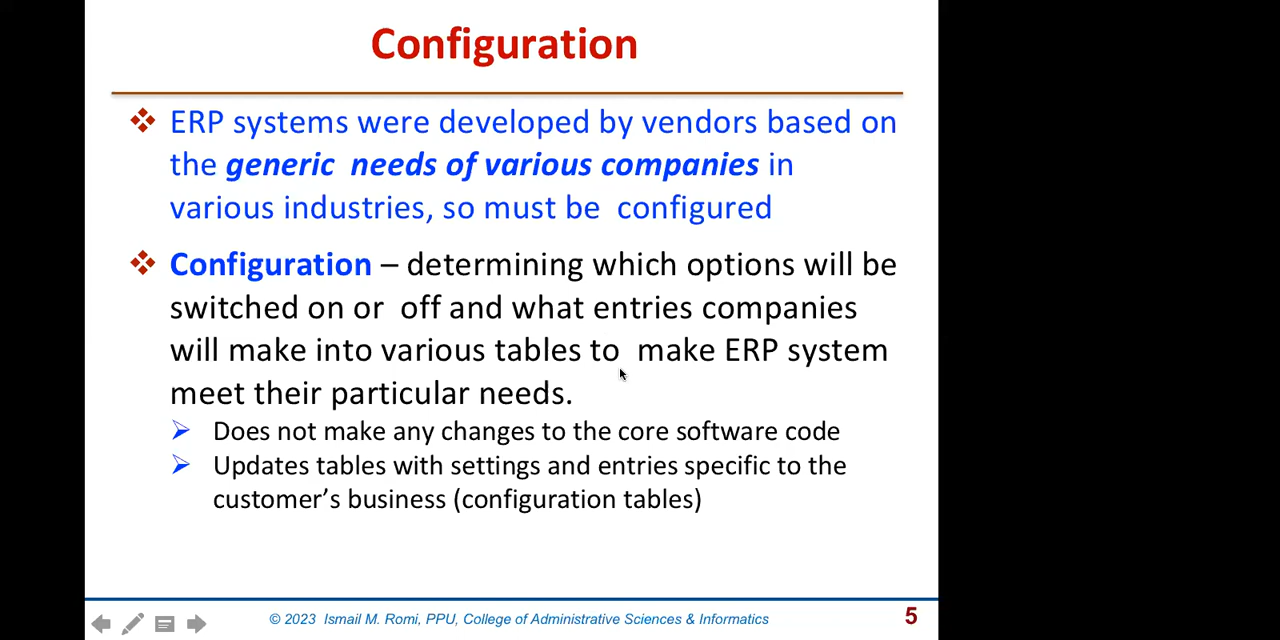 Configuration
ERP systems were developed by vendors based on
the generic needs of various companies in
various industries, so must be configured
Configuration – determining which options will be
switched on or off and what entries companies
will make into various tables to make ERP system
meet their particular needs.
Does not make any changes to the core software code
Updates tables with settings and entries specific to the
customer’s business (configuration tables)
© 2023 Ismail M. Romi, PPU, College of Administrative Sciences & Informatics
5